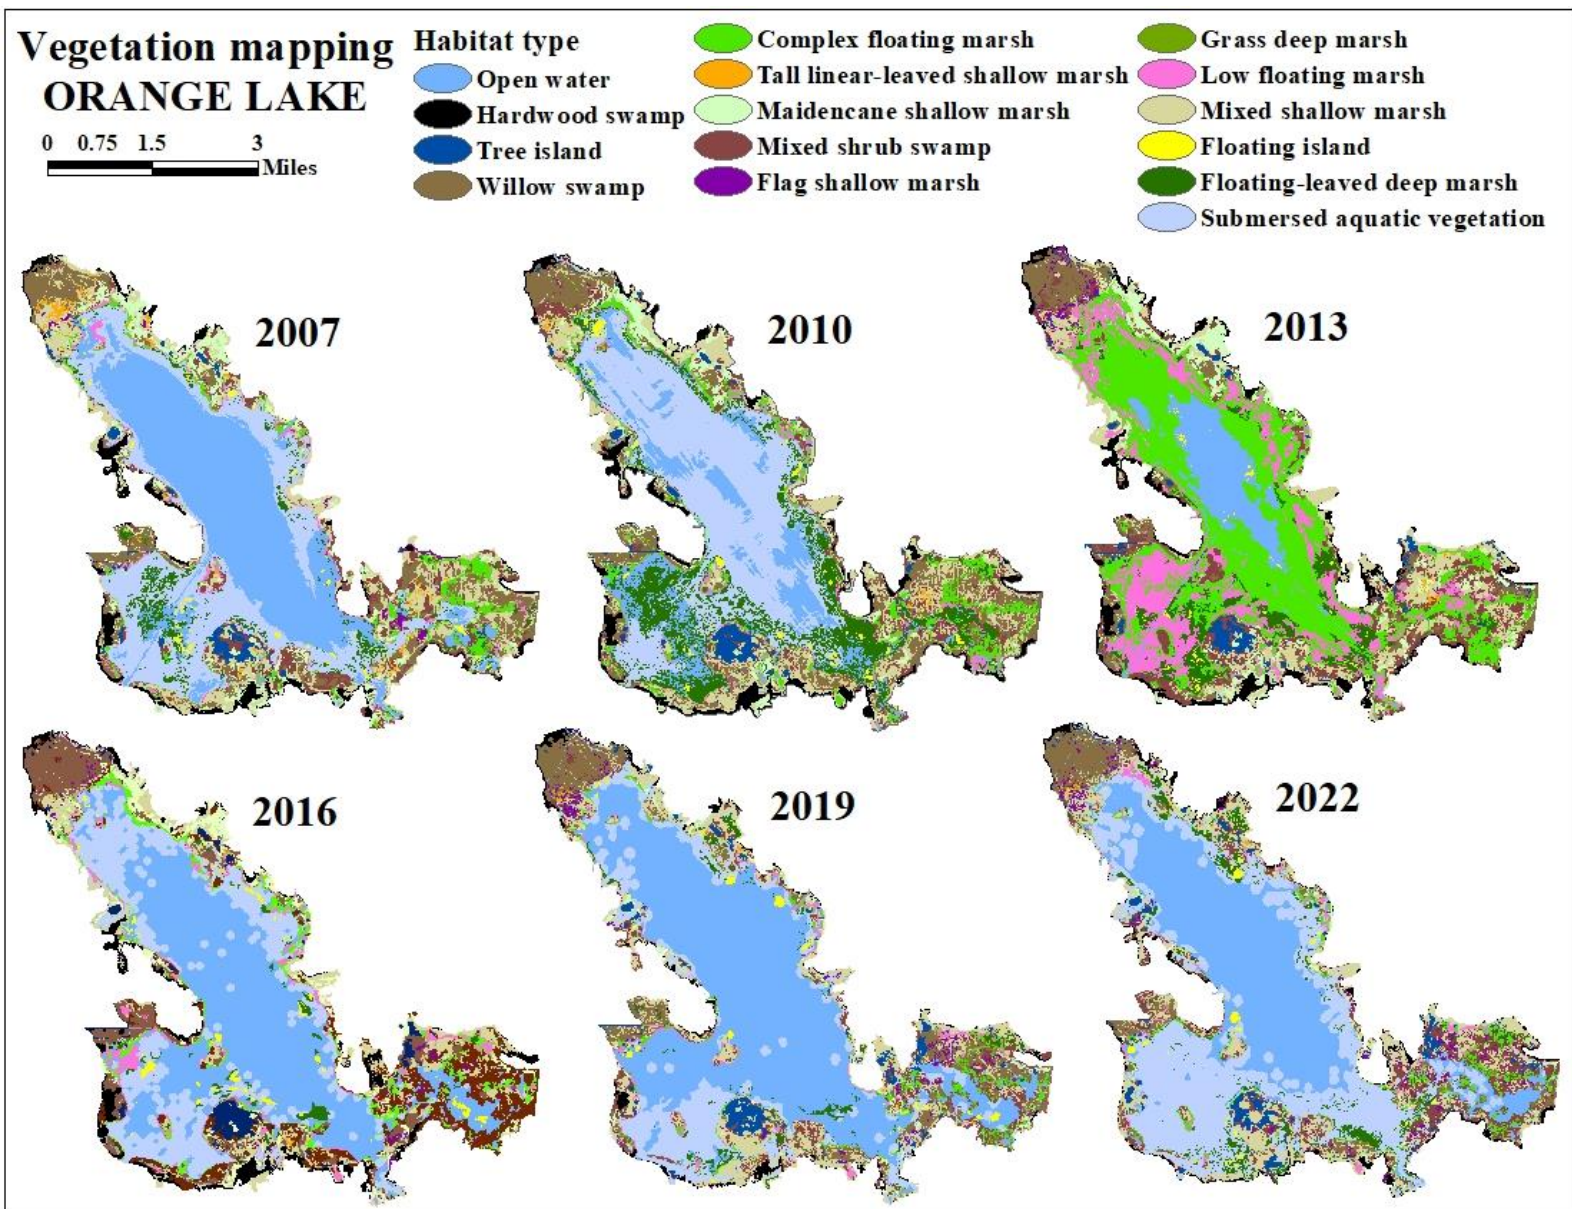 Vegetation mapping
ORANGE LAKE
0 0.75 1.5 3
Miles
Habitat type
Open water
Hardwood swamp
Tree island
Willow swamp
Complex floating marsh
Tall linear-leaved shallow marsh
Maidencane shallow marsh
Mixed shrub swamp
Flag shallow marsh
Grass deep marsh
Low floating marsh
Mixed shallow marsh
Floating island
Floating-leaved deep marsh
Submersed aquatic vegetation
2007
2010
2013
2016
2019
2022